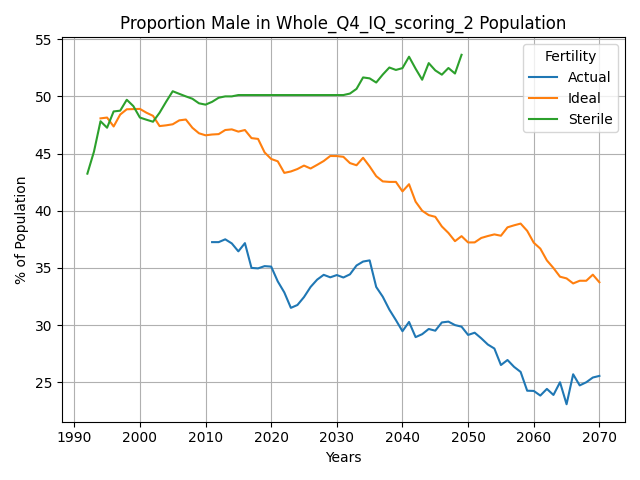 Proportion Male in Whole_Q4_IQ_scoring_2 Population
% of Population
55
50
45
40
35
30
25
Fertility
Actual
Ideal
Sterile
1990 2000 2010 2020 2030 2040 2050 2060 2070
Years